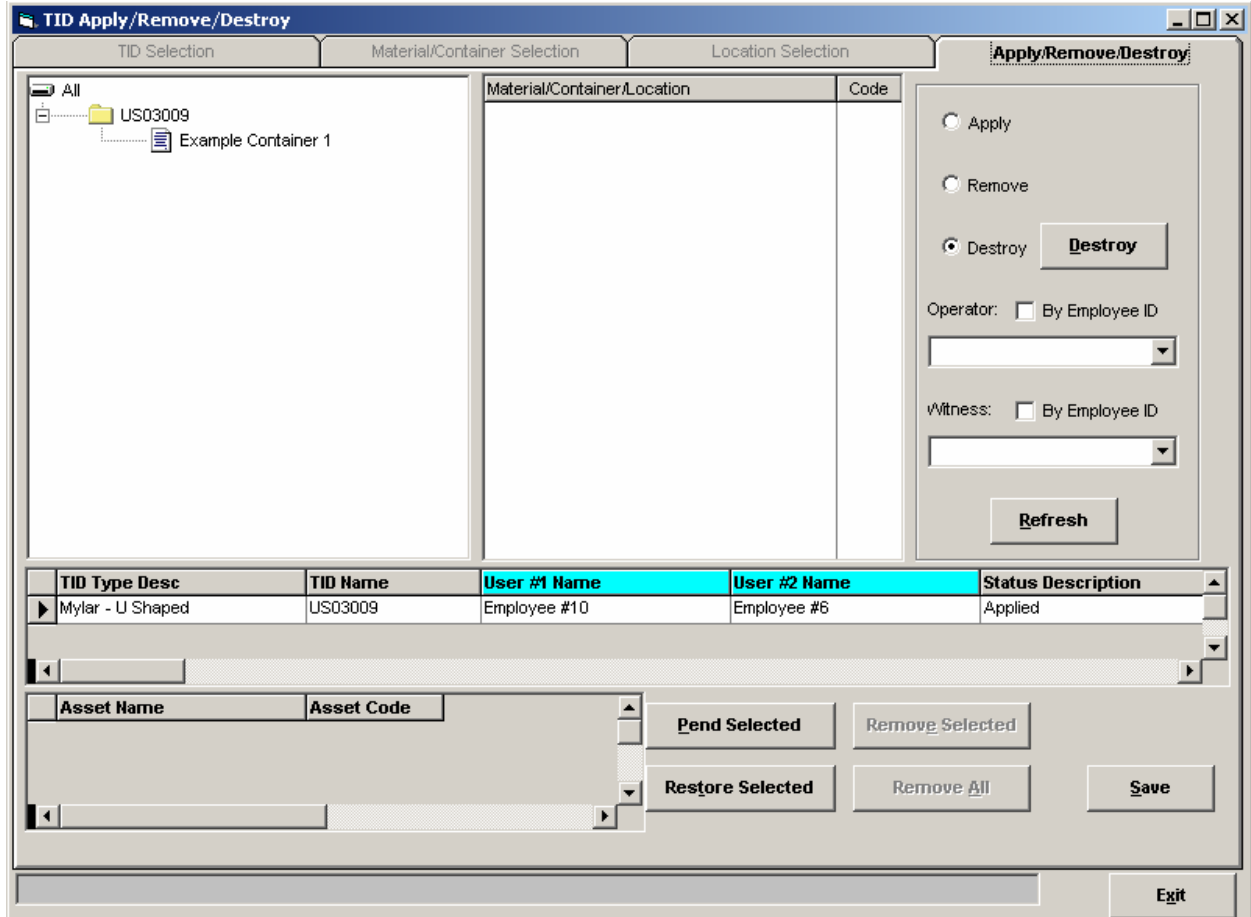 TID Apply/Remove/Destroy
TID Selection
Material/Container Selection
Location Selection
Apply/Remove/Destroy
All
US03009
Example Container 1
Material/Container/Location
Code
Apply
Remove
Destroy
Destroy
Operator:
By Employee ID
Witness:
By Employee ID
Refresh
TID Type Desc
TID Name
User #1 Name
User #2 Name
Status Description
Mylar - U Shaped
US03009
Employee #10
Employee #6
Applied
Asset Name
Asset Code
Pend Selected
Remove Selected
Restore Selected
Remove All
Save
Exit